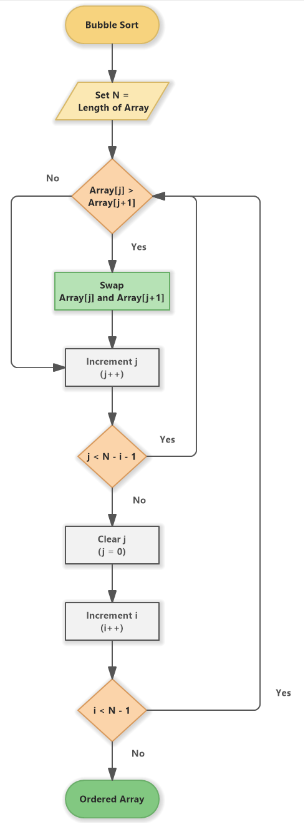 Bubble Sort
Set N =
Length of Array
No
Array[j] >
Array[j+1]
Yes
Swap
Array[j] and Array[j+1]
Increment j
(j++)
Yes
j < N - i - 1
No
Clear j
(j = 0)
Increment i
(i++)
Yes
i < N - 1
No
Ordered Array